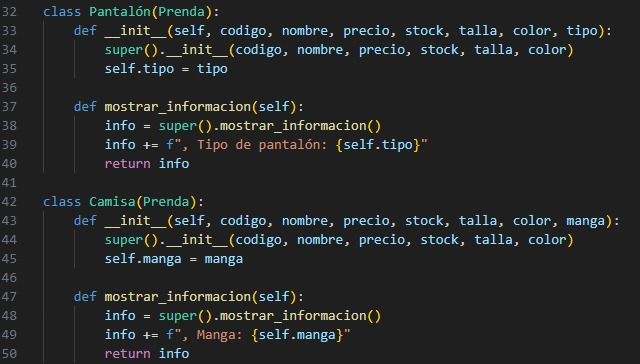 32 class Pantalón(Prenda):
33     def __init__(self, codigo, nombre, precio, stock, talla, color, tipo):
34         super().__init__(codigo, nombre, precio, stock, talla, color)
35         self.tipo = tipo
36
37     def mostrar_informacion(self):
38         info = super().mostrar_informacion()
39         info += f", Tipo de pantalón: {self.tipo}"
40         return info
41
42 class Camisa(Prenda):
43     def __init__(self, codigo, nombre, precio, stock, talla, color, manga):
44         super().__init__(codigo, nombre, precio, stock, talla, color)
45         self.manga = manga
46
47     def mostrar_informacion(self):
48         info = super().mostrar_informacion()
49         info += f", Manga: {self.manga}"
50         return info